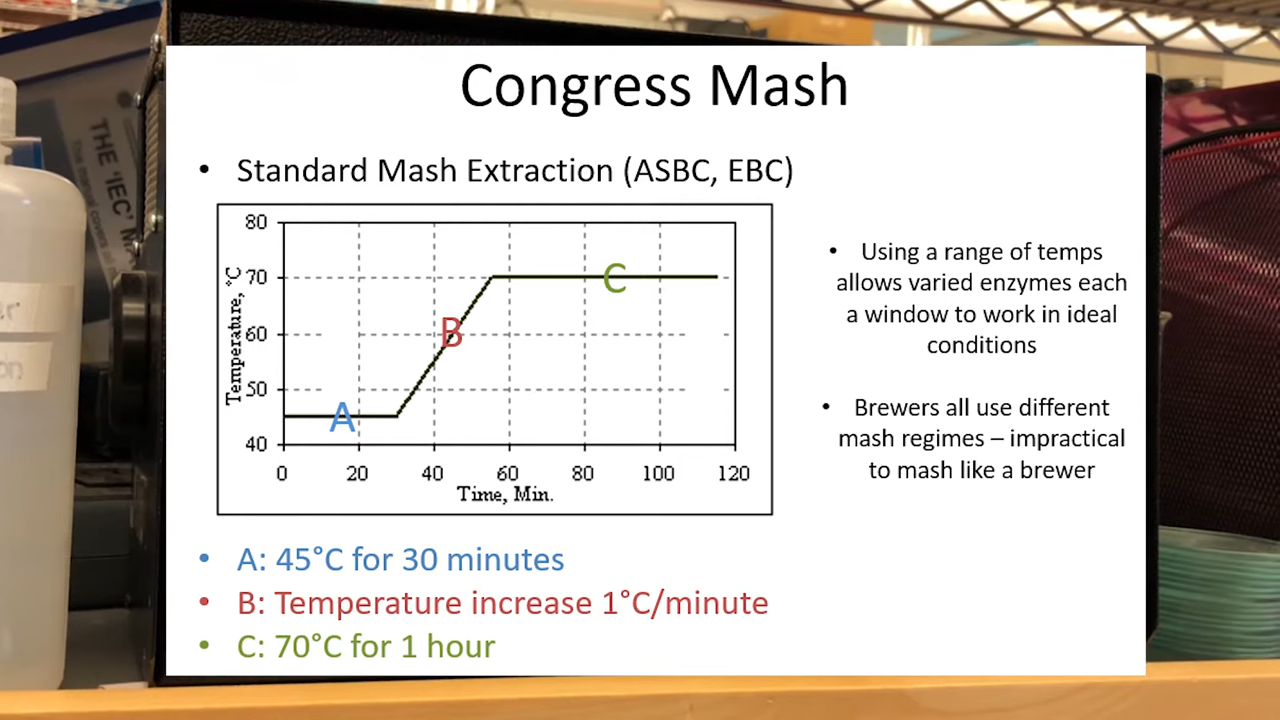 Congress Mash
• Standard Mash Extraction (ASBC, EBC)
80
70
60
50
40
Temperature, °C
A
B
C
0 20 40 60 80 100 120
Time, Min.
• Using a range of temps
allows varied enzymes each
a window to work in ideal
conditions
• Brewers all use different
mash regimes – impractical
to mash like a brewer
• A: 45°C for 30 minutes
• B: Temperature increase 1°C/minute
• C: 70°C for 1 hour
THE 'IEC'